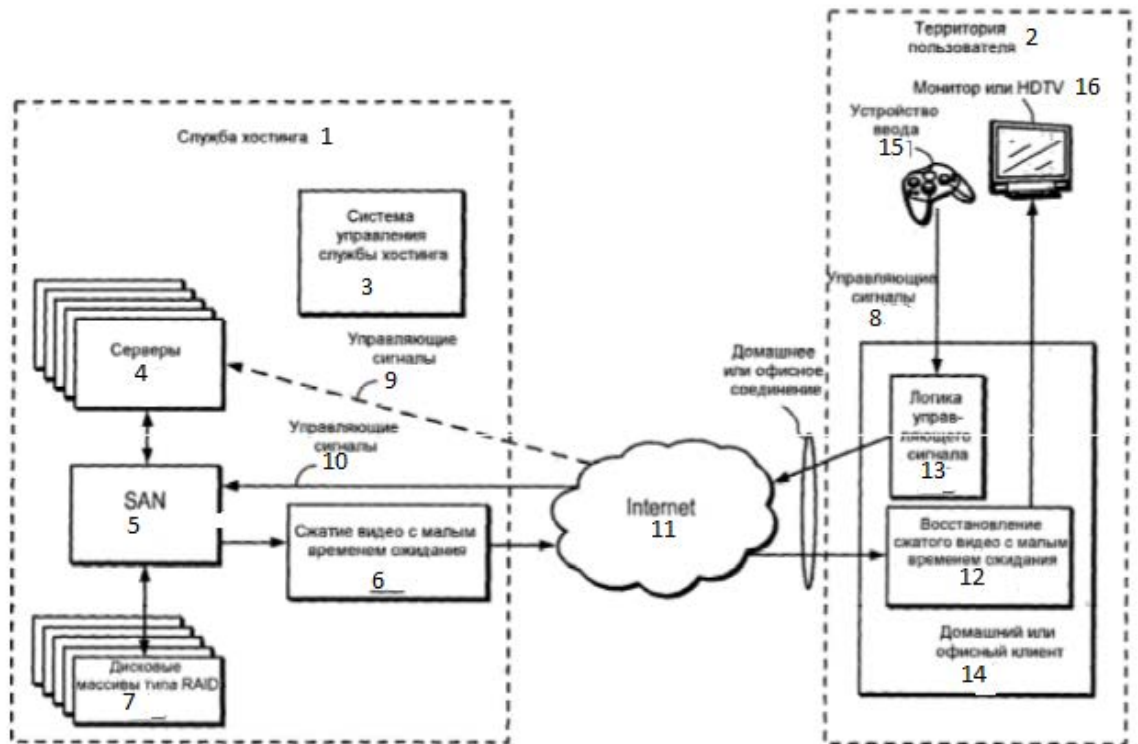 Территория
пользователя 2
Монитор или HDTV 16
Устройство
ввода
15
Служба хостинга 1
Система
управления
службы хостинга
3
Управляющие
сигналы
8
Управляющие
сигналы
9
Серверы
4
Домашнее
или офисное
соединение
Логика
управ-
ляющего
сигнала
13
Управляющие
сигналы
10
SAN
5
Сжатие видео с малым
временем ожидания
6
Internet
11
Восстановление
сжатого видео с малым
временем ожидания
12
Домашний или
офисный клиент
14
Дисковые
массивы типа RAID
7